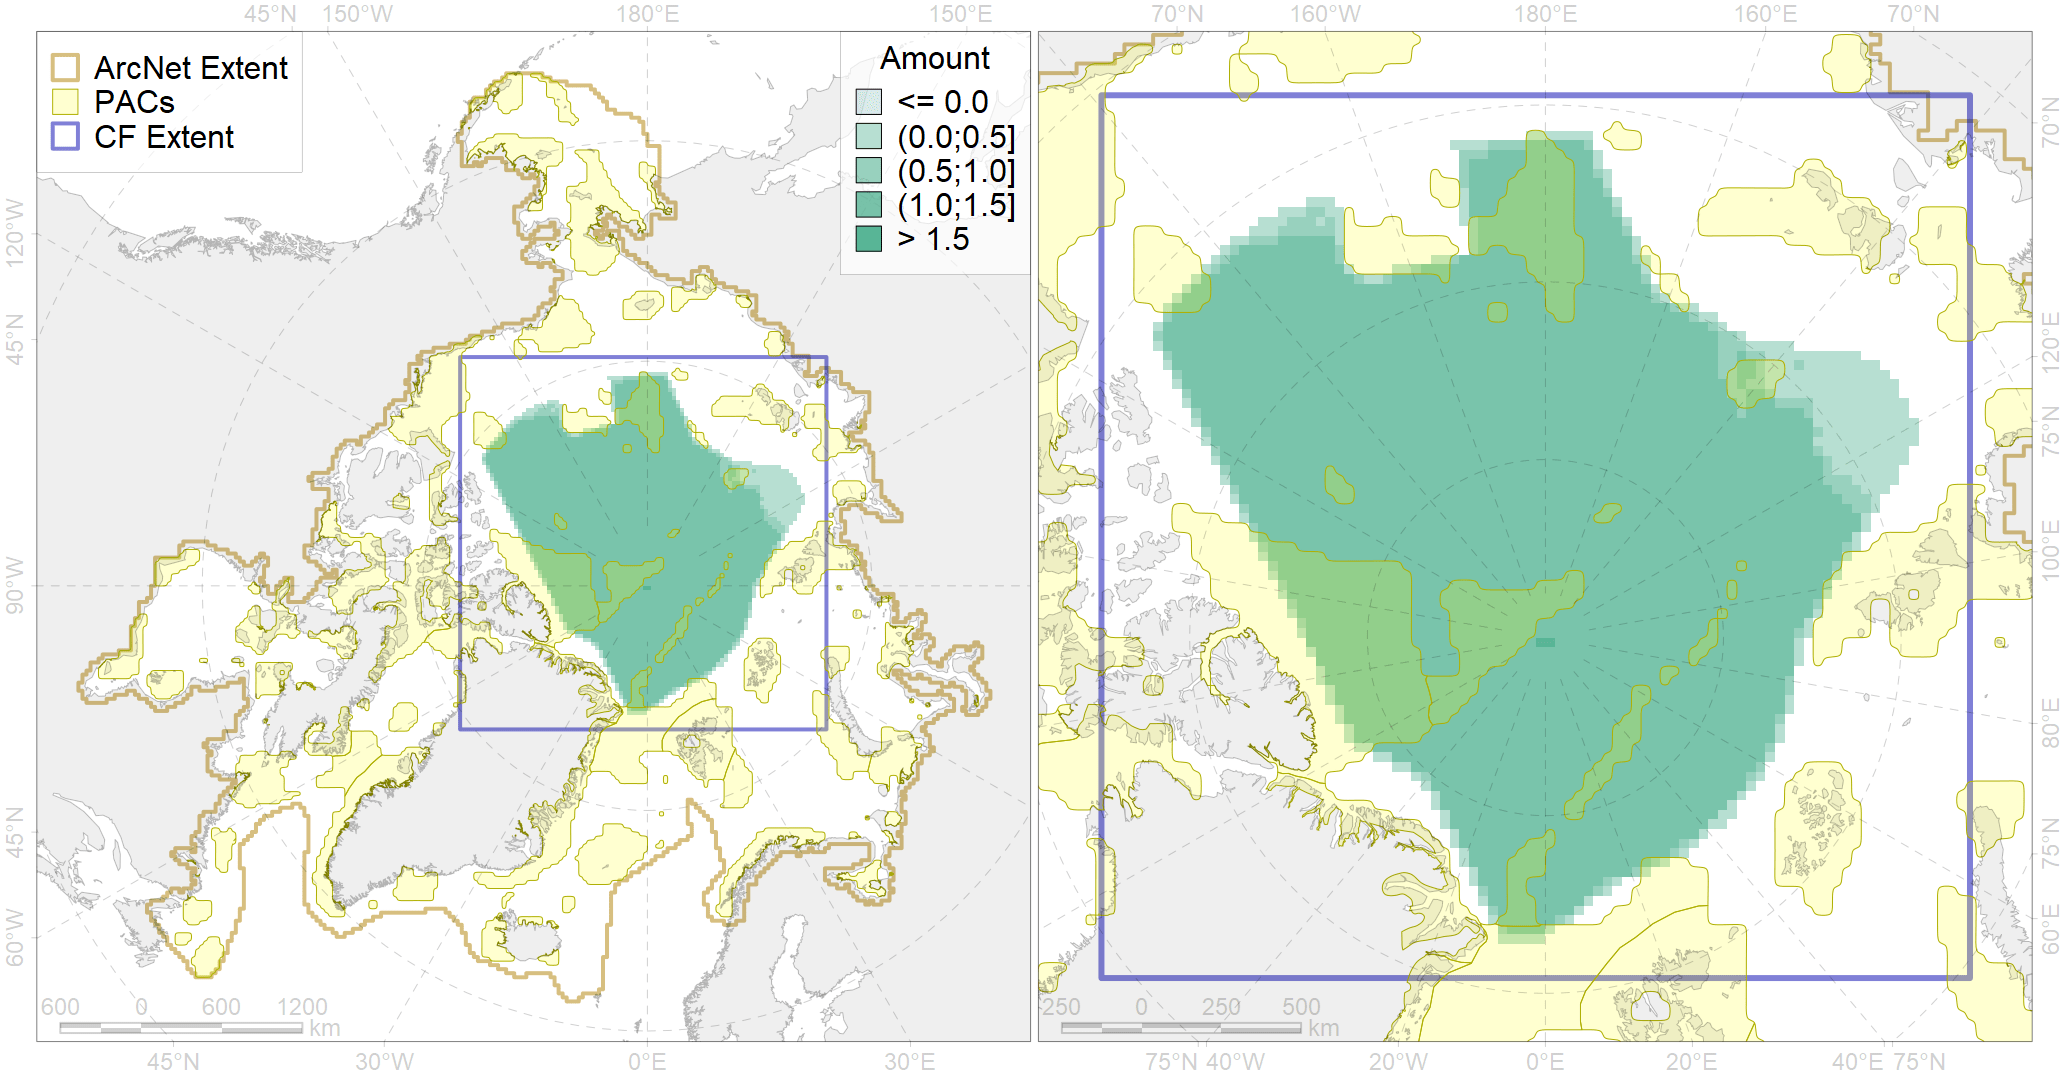 45°N 150°W 180°E 150°E
70°N 160°W 180°E 160°E 70°N
ArcNet Extent
PACs
CF Extent
Amount
<= 0.0
(0.0;0.5]
(0.5;1.0]
(1.0;1.5]
> 1.5
120°W
45°N
90°W
45°N
60°W
70°N
120°E
75°N
100°E
80°E
75°N
60°E
600 0 600 1200
km
250 0 250 500
km
45°N 30°W 0°E 30°E
75°N 40°W 20°W 0°E 20°E 40°E 75°N